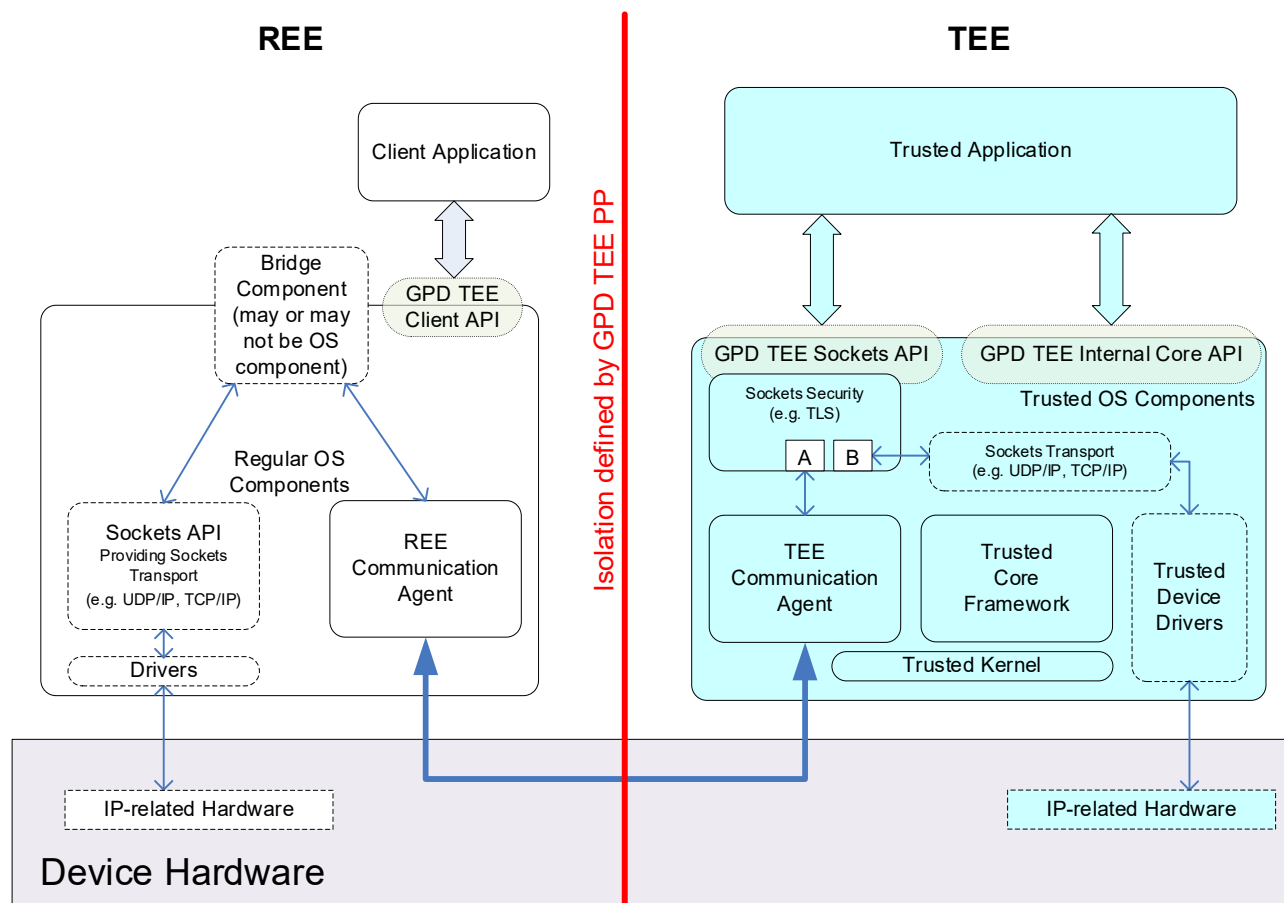 REE
TEE
Client Application
Trusted Application
Isolation defined by GPD TEE PP
Bridge
Component
(may or may
not be OS
component)
GPD TEE
Client API
GPD TEE Sockets API
GPD TEE Internal Core API
Sockets Security
(e.g. TLS)
Trusted OS Components
A
B
Sockets Transport
(e.g. UDP/IP, TCP/IP)
Regular OS
Components
Sockets API
Providing Sockets
Transport
(e.g. UDP/IP, TCP/IP)
REE
Communication
Agent
TEE
Communication
Agent
Trusted
Core
Framework
Trusted
Device
Drivers
Drivers
Trusted Kernel
IP-related Hardware
IP-related Hardware
Device Hardware